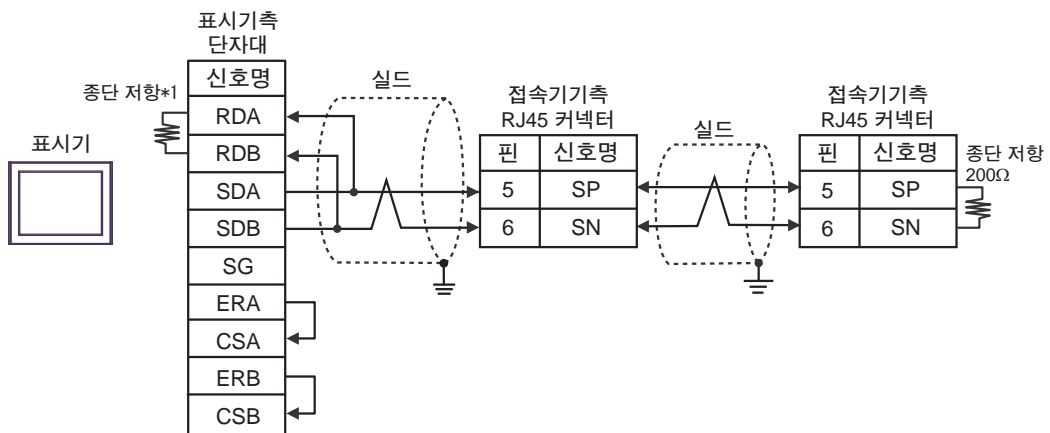 표시기
표시기측
단자대
신호명
RDA
RDB
SDA
SDB
SG
ERA
CSA
ERB
CSB
종단 저항*1
실드
접속기기측
RJ45 커넥터
핀 신호명
5 SP
6 SN
실드
접속기기측
RJ45 커넥터
핀 신호명
5 SP
6 SN
종단 저항
200Ω